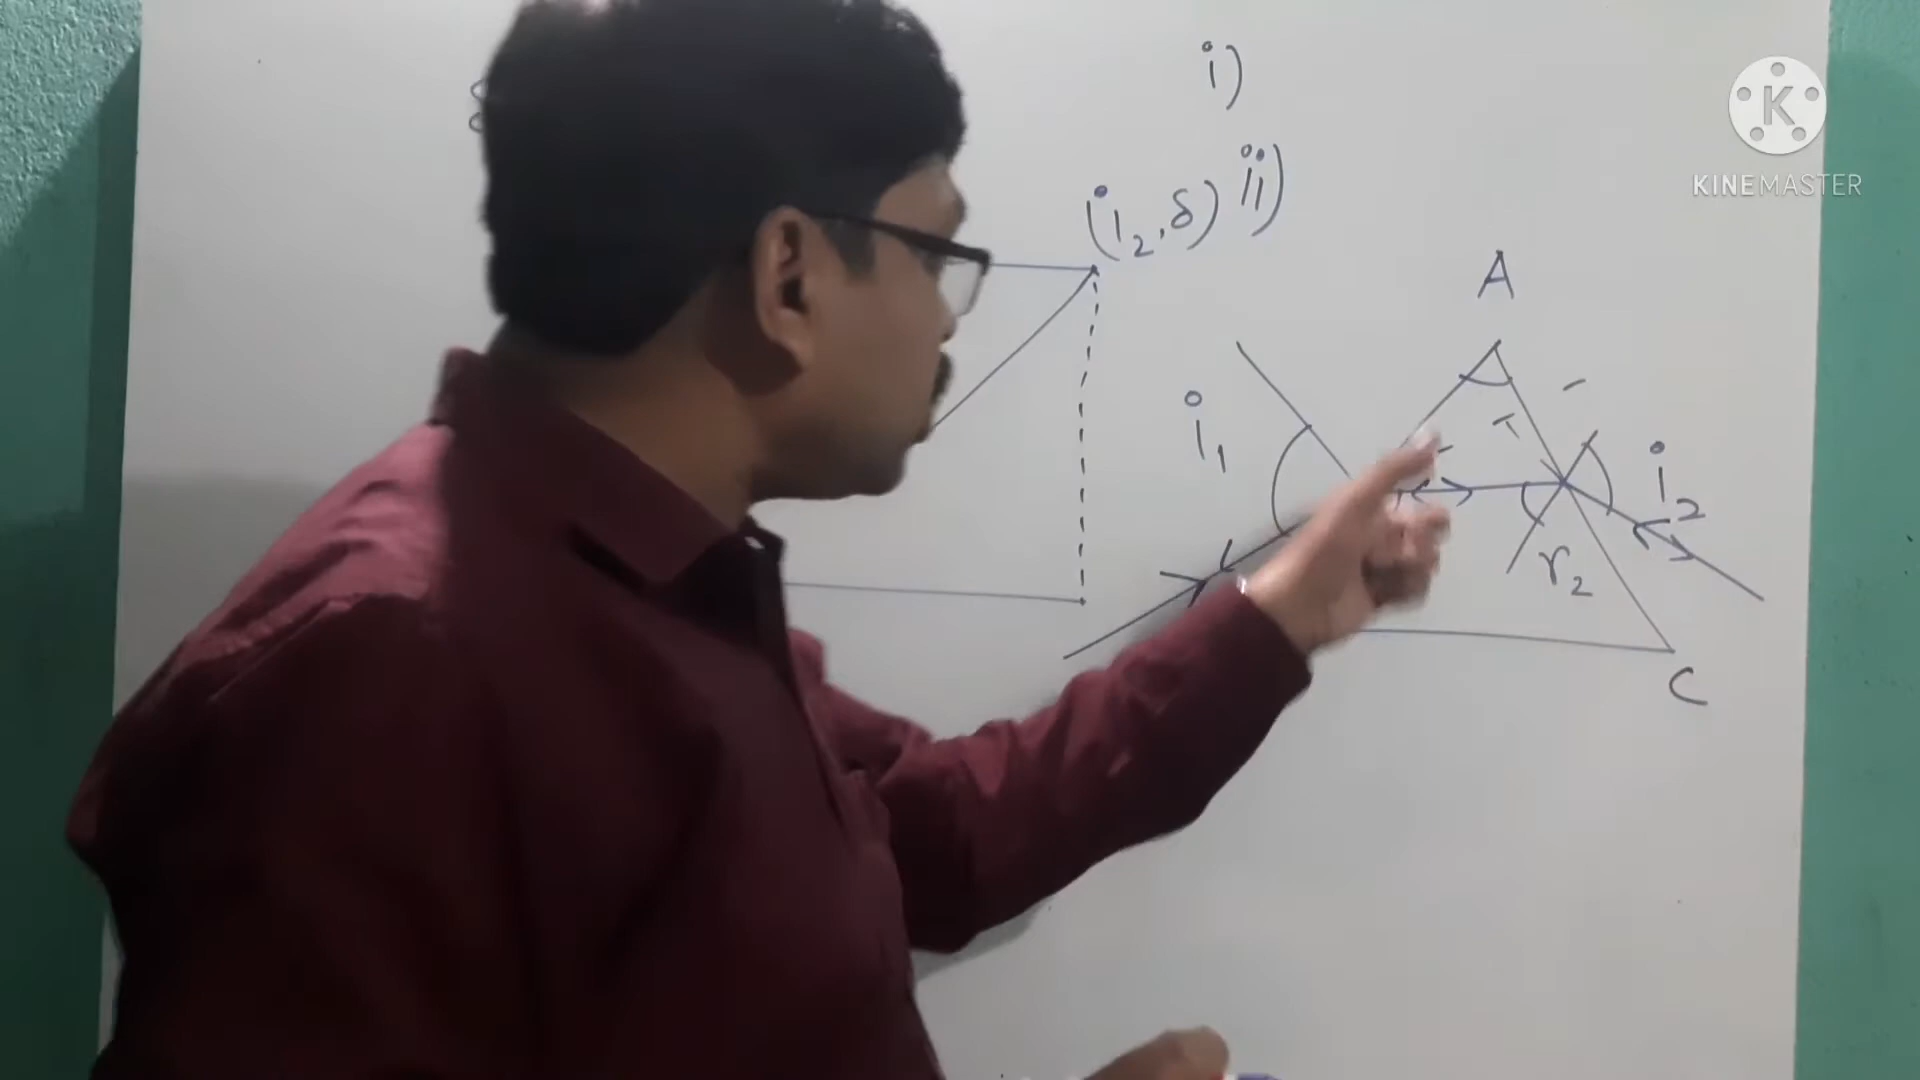 i)
(i₂, δ) ii)
K
KINEMASTER
A
i₁
i₂
r₂
C